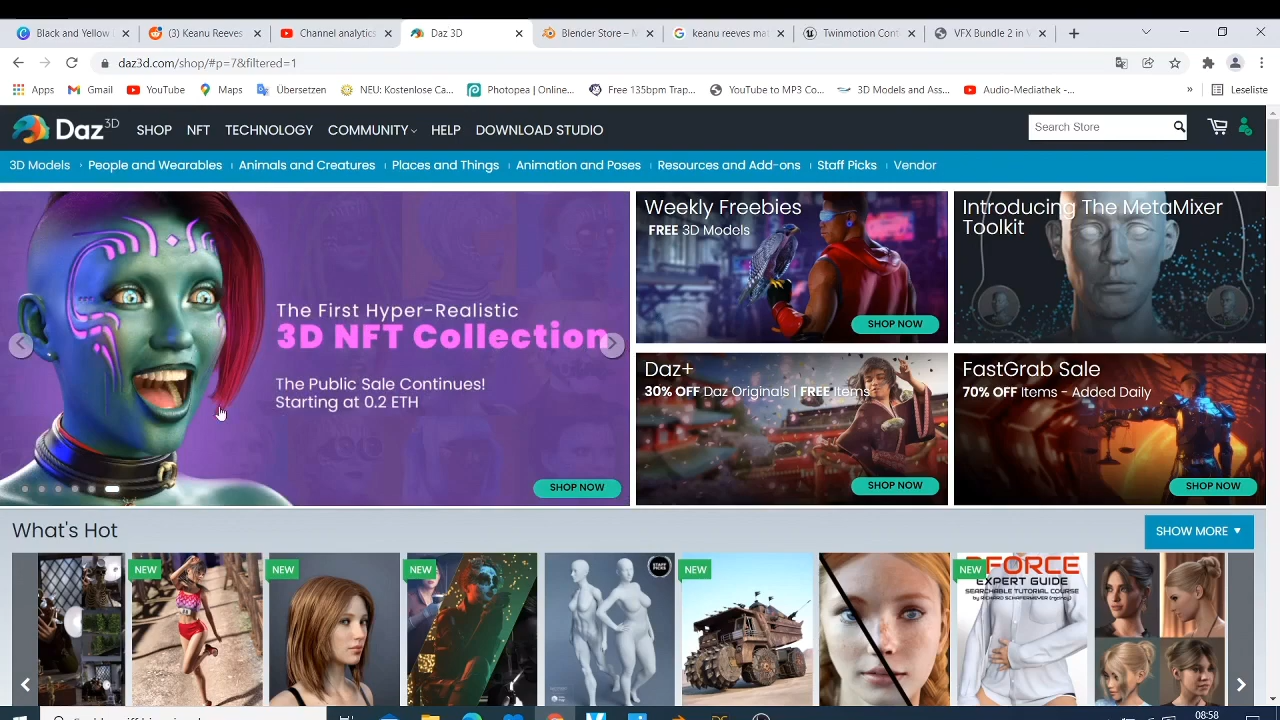 Black and Yellow
(3) Keanu Reeves
Channel analytics
Daz 3D
Blender Store – M
keanu reeves ma
Twinmotion Con
VFX Bundle 2 in
daz3d.com/shop/#p=7&filtered=1
Apps
Gmail
YouTube
Maps
Übersetzen
NEU: Kostenlose Ca...
Photopea | Online...
Free 135bpm Trap...
YouTube to MP3 Co...
3D Models and Ass...
Audio-Mediathek -...
»
Leseliste
Daz 3D
SHOP
NFT
TECHNOLOGY
COMMUNITY
HELP
DOWNLOAD STUDIO
Search Store
3D Models
People and Wearables
Animals and Creatures
Places and Things
Animation and Poses
Resources and Add-ons
Staff Picks
Vendor
The First Hyper-Realistic
3D NFT Collection
The Public Sale Continues!
Starting at 0.2 ETH
SHOP NOW
Weekly Freebies
FREE 3D Models
SHOP NOW
Introducing The MetaMixer
Toolkit
Daz+
30% OFF Daz Originals | FREE Items
SHOP NOW
FastGrab Sale
70% OFF Items - Added Daily
SHOP NOW
What's Hot
SHOW MORE
NEW
NEW
NEW
STAFF
PICKS
NEW
NEW
FORCE
EXPERT GUIDE
SEARCHABLE TUTORIAL COURSE
08:58